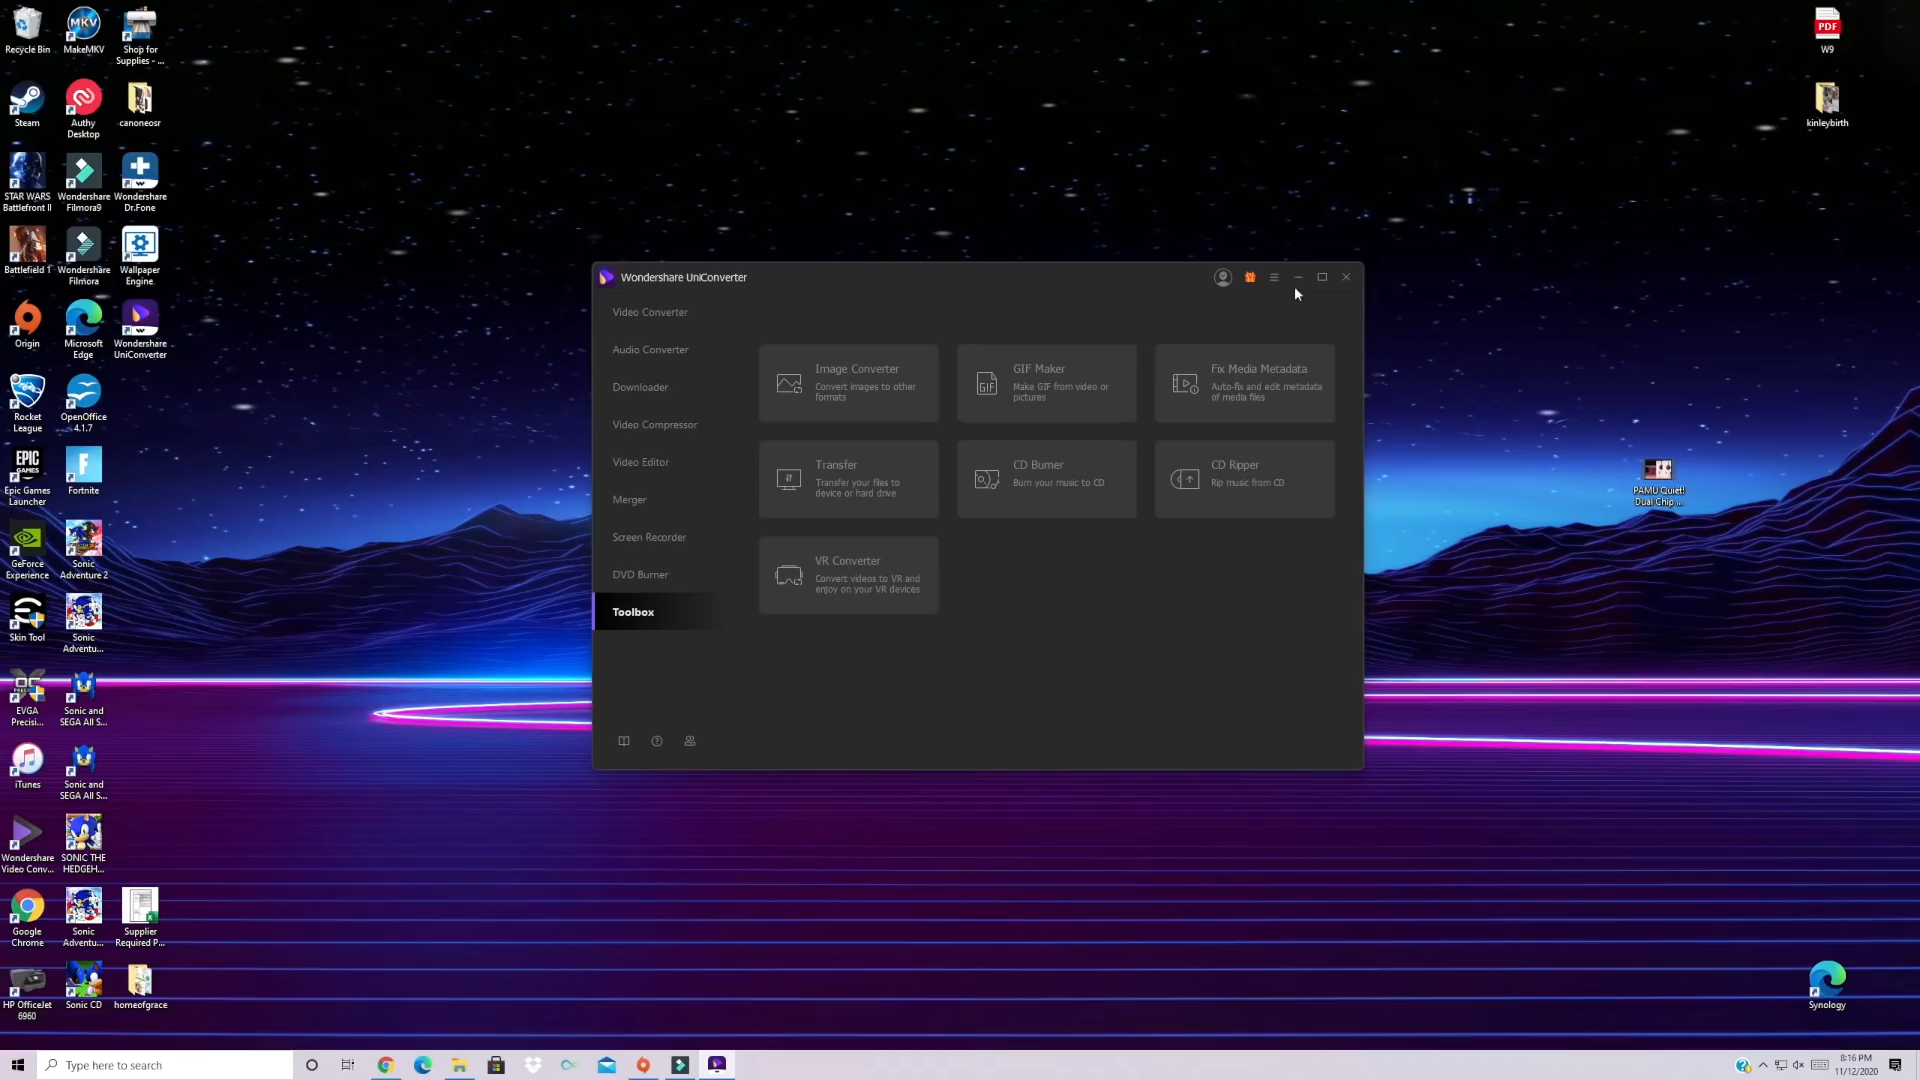 Recycle Bin
MakeMKV
Shop for
Supplies - ...
Steam
Authy
Desktop
canoneosr
STAR WARS
Battlefront II
Wondershare
Filmora9
Wondershare
Dr.Fone
Battlefield 1
Wondershare
Filmora
Wallpaper
Engine
Origin
Microsoft
Edge
Wondershare
UniConverter
Rocket
League
OpenOffice
4.1.7
Epic Games
Launcher
Fortnite
GeForce
Experience
Sonic
Adventure 2
Skin Tool
Sonic
Adventu...
EVGA
Precisi...
Sonic and
SEGA All S...
iTunes
Sonic and
SEGA All S...
Wondershare
Video Conv...
SONIC THE
HEDGEH...
Google
Chrome
Sonic
Adventu...
Supplier
Required P...
HP OfficeJet
6960
Sonic CD
homeofgrace
MKV
EPIC
GAMES
F
Wondershare UniConverter
Video Converter
Audio Converter
Downloader
Video Compressor
Video Editor
Merger
Screen Recorder
DVD Burner
Toolbox
Image Converter
Convert images to other
formats
GIF
GIF Maker
Make GIF from video or
pictures
Fix Media Metadata
Auto-fix and edit metadata
of media files
Transfer
Transfer your files to
device or hard drive
CD Burner
Burn your music to CD
CD Ripper
Rip music from CD
VR Converter
Convert videos to VR and
enjoy on your VR devices
PDF
W9
kinleybirth
PAMU Quiet!
Dual Chip ...
Synology
Type here to search
8:16 PM
11/12/2020